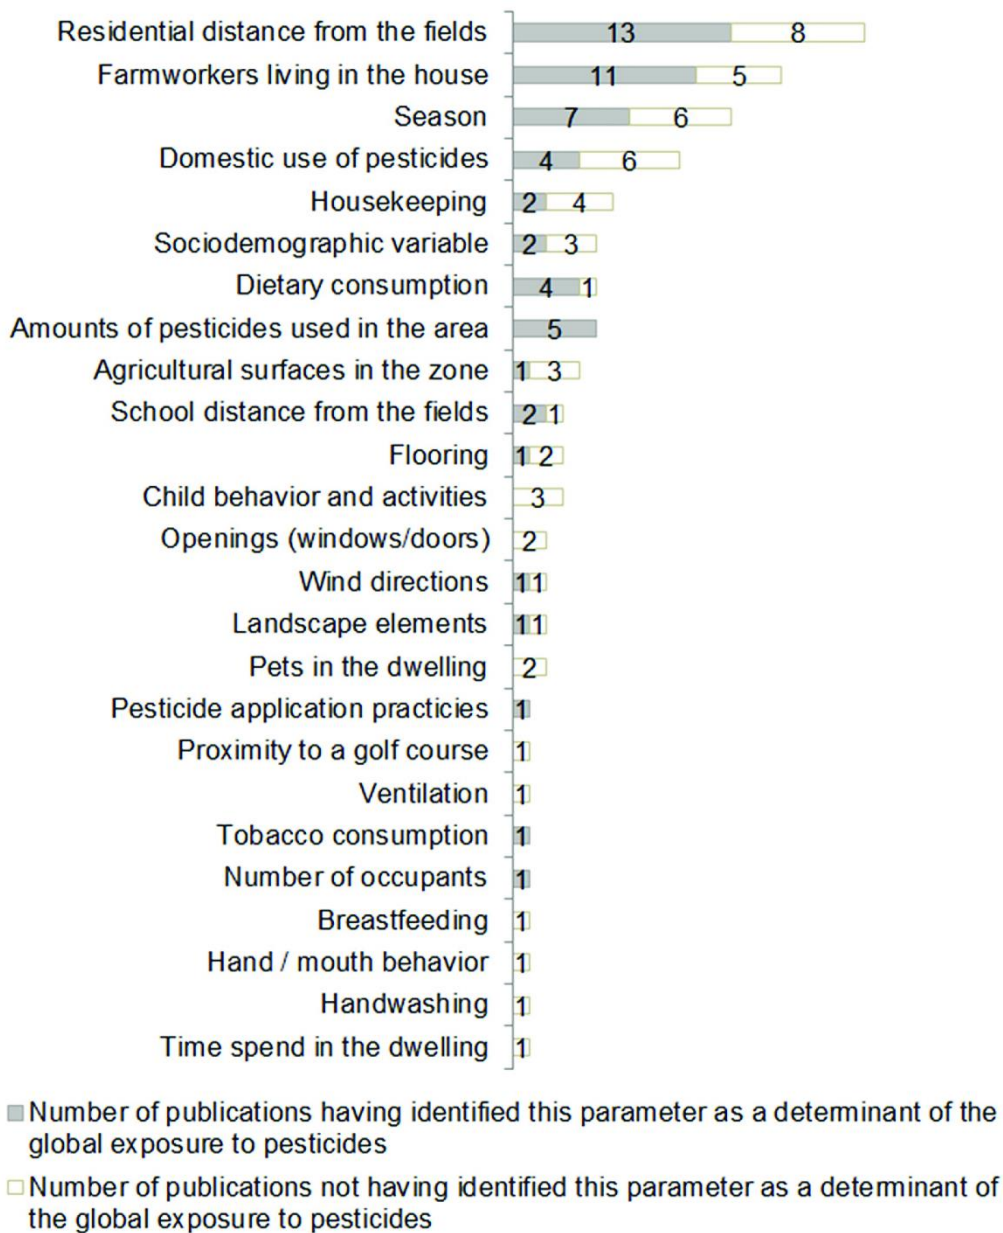 Residential distance from the fields 13 8
Farmworkers living in the house 11 5
Season 7 6
Domestic use of pesticides 4 6
Housekeeping 2 4
Sociodemographic variable 2 3
Dietary consumption 4 1
Amounts of pesticides used in the area 5
Agricultural surfaces in the zone 1 3
School distance from the fields 2 1
Flooring 1 2
Child behavior and activities 3
Openings (windows/doors) 2
Wind directions 1 1
Landscape elements 1 1
Pets in the dwelling 2
Pesticide application practicies 1
Proximity to a golf course 1
Ventilation 1
Tobacco consumption 1
Number of occupants 1
Breastfeeding 1
Hand / mouth behavior 1
Handwashing 1
Time spend in the dwelling 1
Number of publications having identified this parameter as a determinant of the
global exposure to pesticides
Number of publications not having identified this parameter as a determinant of
the global exposure to pesticides